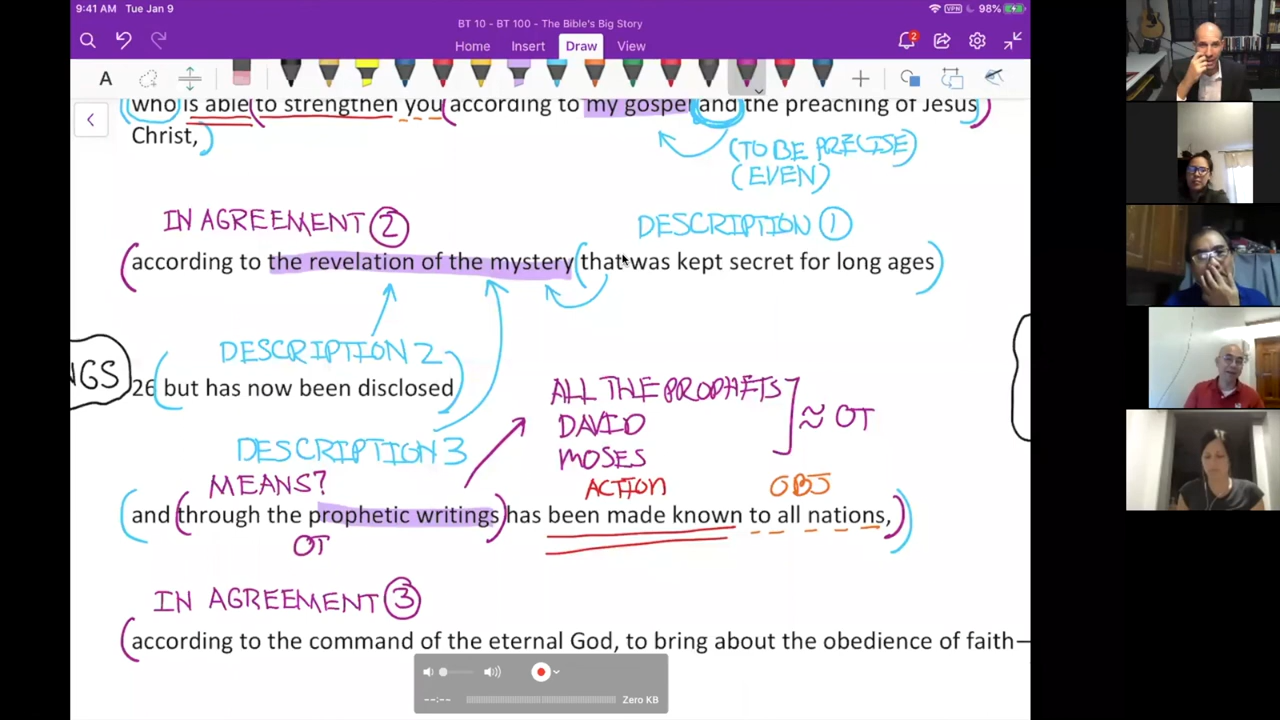 9:41 AM Tue Jan 9
VPN 98%
BT 10 - BT 100 - The Bible's Big Story
Home Insert Draw View
2
A
who is able to strengthen you according to my gospel and the preaching of Jesus
Christ,
(TO BE PRECISE)
(EVEN)
IN AGREEMENT 2
DESCRIPTION 1
according to the revelation of the mystery that was kept secret for long ages
DESCRIPTION 2
NGS
26 but has now been disclosed
ALL THE PROPHETS
DAVID
MOSES
≈ OT
DESCRIPTION 3
MEANS?
ACTION
OBJ
and through the prophetic writings has been made known to all nations,
OT
IN AGREEMENT 3
according to the command of the eternal God, to bring about the obedience of faith—
--:--
Zero KB